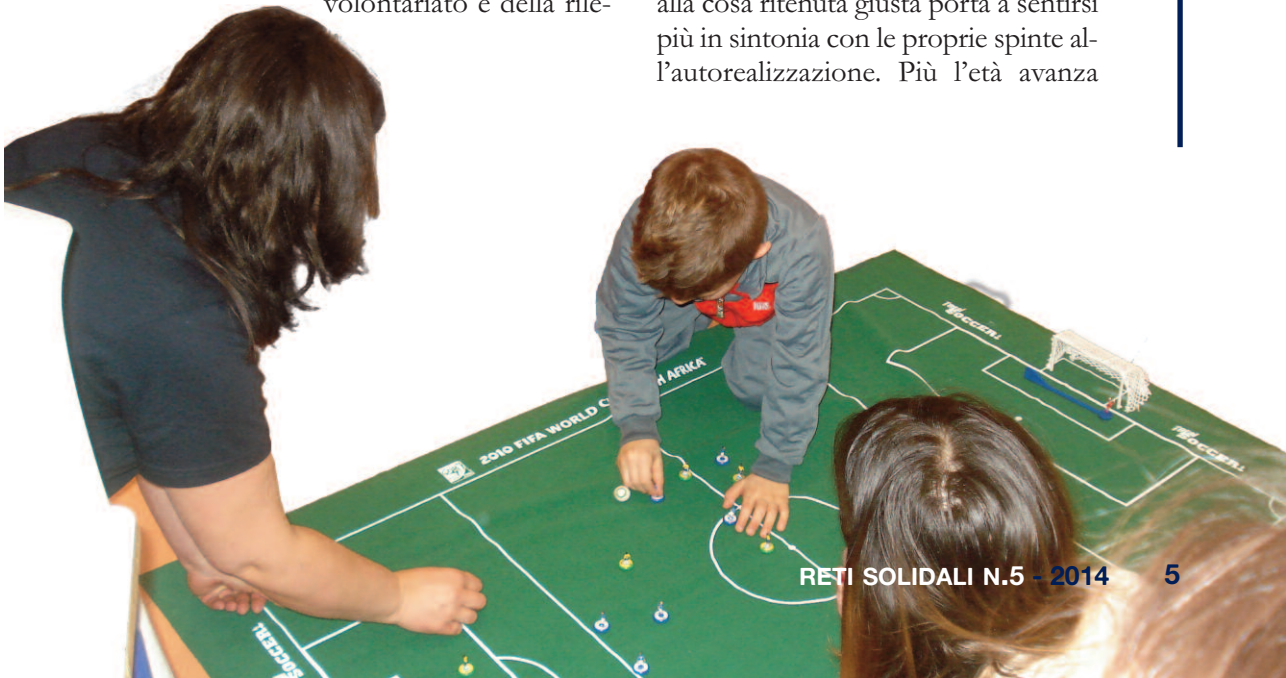 volontariato e della rile-
alla cosa ritenuta giusta porta a sentirsi
più in sintonia con le proprie spinte al-
l'autorealizzazione. Più l'età avanza
SOCCER
2010 FIFA WORLD
AFRICA
SOCCER
SOCCER
RETI SOLIDALI N.5 - 2014 5